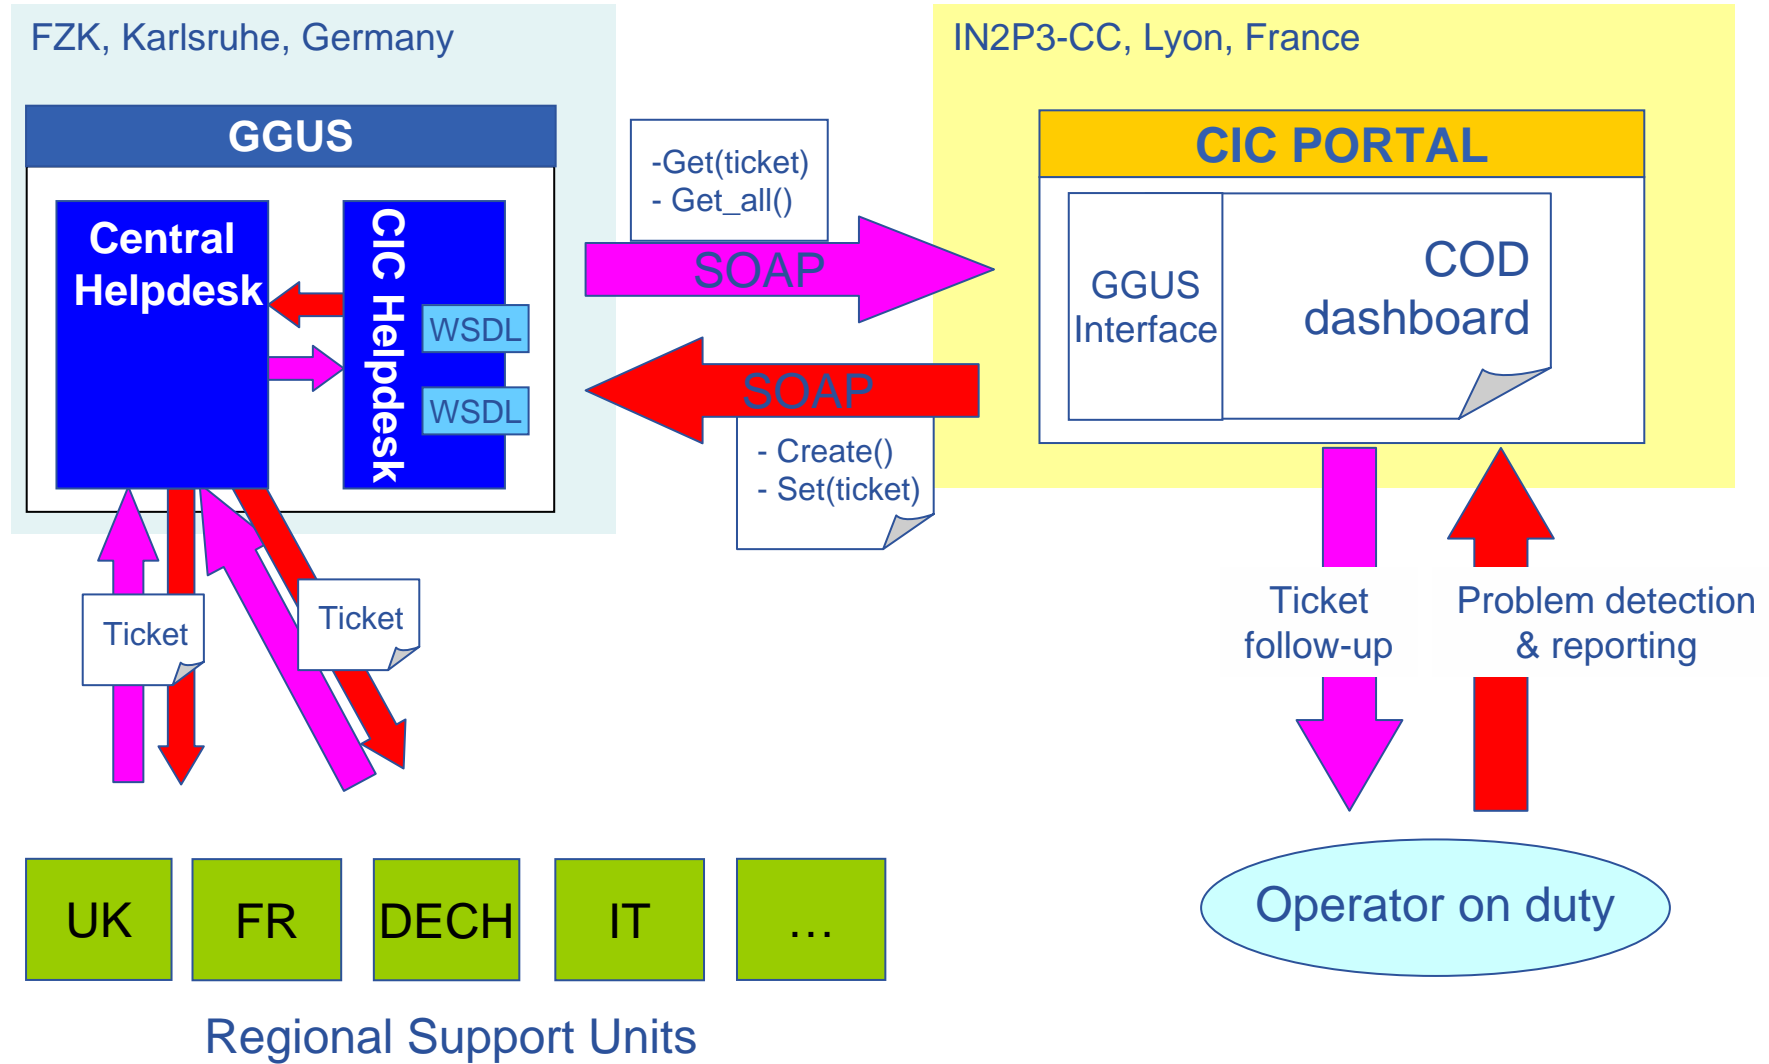 FZK, Karlsruhe, Germany
IN2P3-CC, Lyon, France
GGUS
Central
Helpdesk
CIC Helpdesk
WSDL
WSDL
-Get(ticket)
- Get_all()
SOAP
SOAP
- Create()
- Set(ticket)
CIC PORTAL
GGUS
Interface
COD
dashboard
Ticket
Ticket
Ticket
follow-up
Problem detection
& reporting
UK
FR
DECH
IT
…
Operator on duty
Regional Support Units